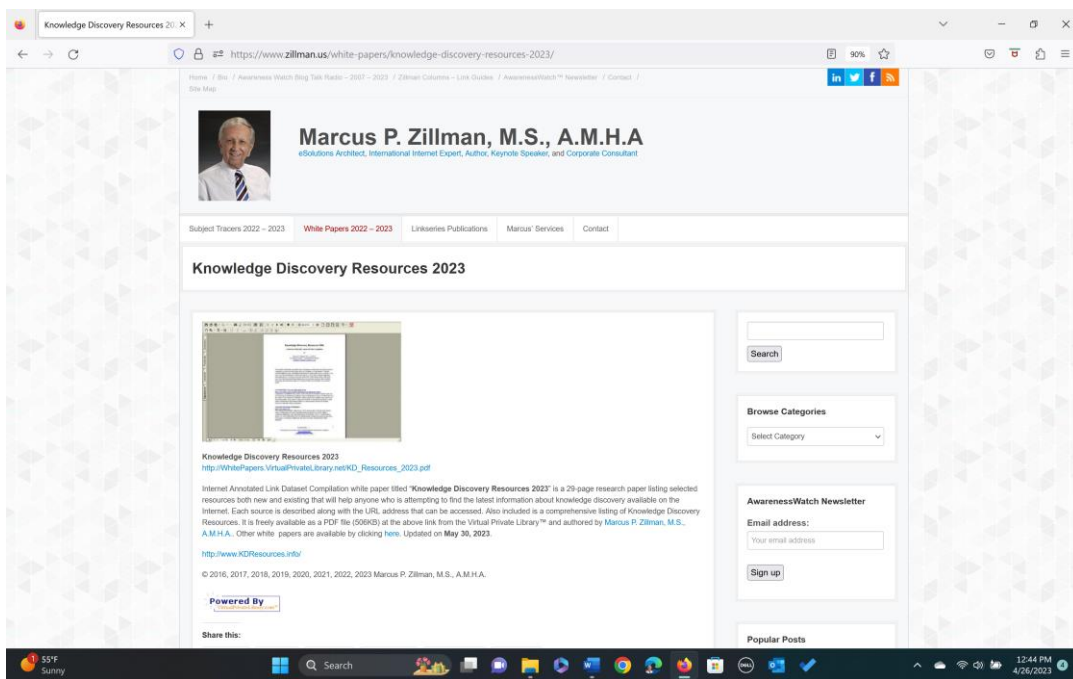 Knowledge Discovery Resources 20
https://www.zillman.us/white-papers/knowledge-discovery-resources-2023/
90%
Home / Bio / Awareness Watch Blog Talk Radio – 2007 – 2023 / Zillman Columns – Link Guides / AwarenessWatch™ Newsletter / Contact /
Site Map
Marcus P. Zillman, M.S., A.M.H.A
eSolutions Architect, International Internet Expert, Author, Keynote Speaker, and Corporate Consultant
Subject Tracers 2022 – 2023 White Papers 2022 – 2023 Linkseries Publications Marcus' Services Contact
Knowledge Discovery Resources 2023
Search
Browse Categories
Select Category
Knowledge Discovery Resources 2023
http://WhitePapers.VirtualPrivateLibrary.net/KD_Resources_2023.pdf
Internet Annotated Link Dataset Compilation white paper titled "Knowledge Discovery Resources 2023" is a 29-page research paper listing selected
resources both new and existing that will help anyone who is attempting to find the latest information about knowledge discovery available on the
Internet. Each source is described along with the URL address that can be accessed. Also included is a comprehensive listing of Knowledge Discovery
Resources. It is freely available as a PDF file (506KB) at the above link from the Virtual Private Library™ and authored by Marcus P. Zillman, M.S.,
A.M.H.A.. Other white papers are available by clicking here. Updated on May 30, 2023.
http://www.KDResources.info/
© 2016, 2017, 2018, 2019, 2020, 2021, 2022, 2023 Marcus P. Zillman, M.S., A.M.H.A.
Powered By
Share this:
AwarenessWatch Newsletter
Email address:
Your email address
Sign up
Popular Posts
1
55°F
Sunny
Search
DELL
12:44 PM
4/26/2023
4